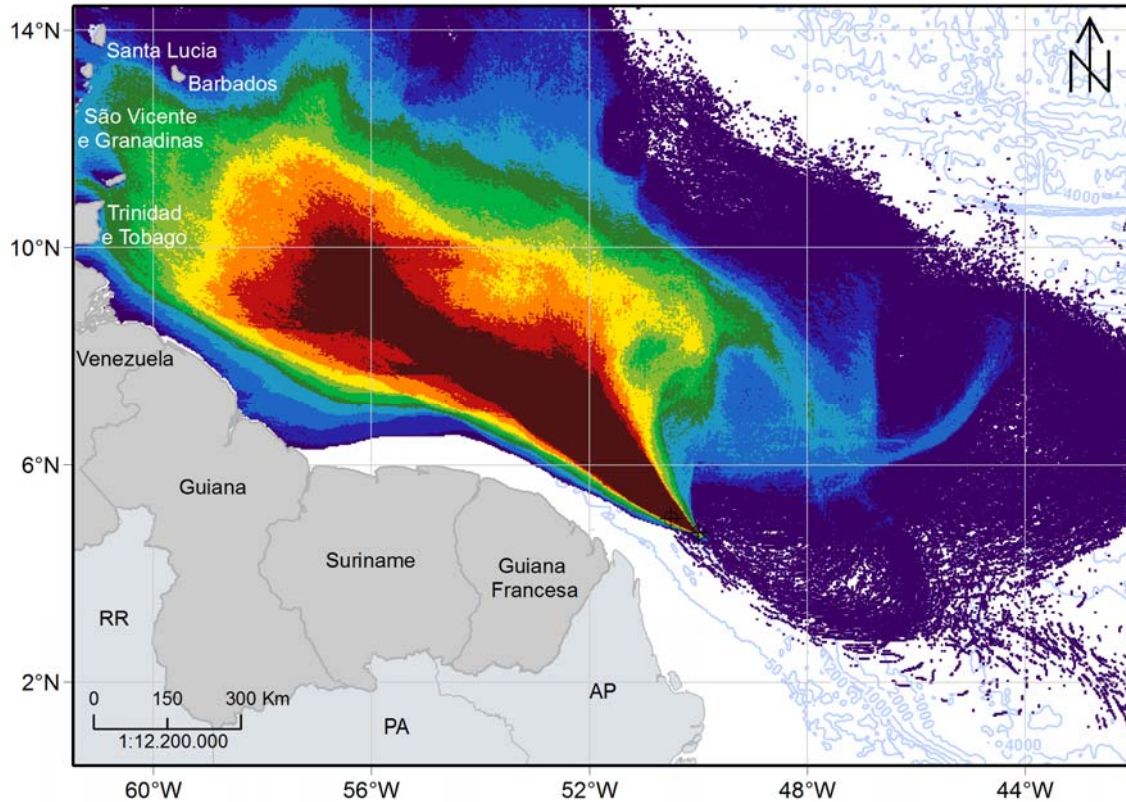 14°N
Santa Lucia
Barbados
São Vicente
e Granadinas
4000
Trinidad
e Tobago
10°N
Venezuela
6°N
Guiana
Suriname
Guiana
Francesa
RR
2°N
0 150 300 Km
1:12.200.000
AP
PA
4000
60°W 56°W 52°W 48°W 44°W
N